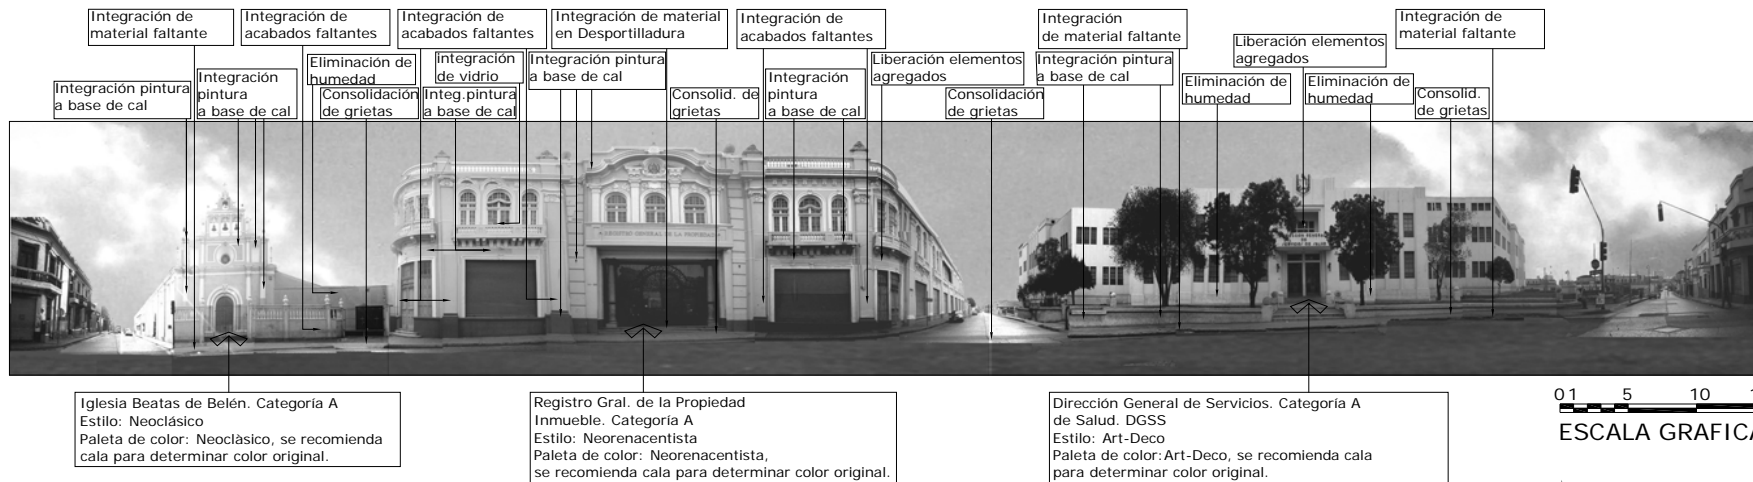 Integración de
material faltante
Integración de
acabados faltantes
Integración de
acabados faltantes
Integración de material
en Desportilladura
Integración de
acabados faltantes
Integración
de material faltante
Liberación elementos
agregados
Integración de
material faltante
Integración pintura
a base de cal
Integración
pintura
a base de cal
Eliminación de
humedad
Consolidación
de grietas
integración
de vidrio
Integ.pintura
a base de cal
Integración pintura
a base de cal
Consolid. de
grietas
Integración
pintura
a base de cal
Liberación elementos
agregados
Consolidación
de grietas
Integración pintura
a base de cal
Eliminación de
humedad
Eliminación de
humedad
Consolid.
de grietas
REGISTRO GENERAL DE LA PROPIEDAD
Iglesia Beatas de Belén. Categoría A
Estilo: Neoclásico
Paleta de color: Neoclàsico, se recomienda
cala para determinar color original.
Registro Gral. de la Propiedad
Inmueble. Categoría A
Estilo: Neorenacentista
Paleta de color: Neorenacentista,
se recomienda cala para determinar color original.
Dirección General de Servicios. Categoría A
de Salud. DGSS
Estilo: Art-Deco
Paleta de color:Art-Deco, se recomienda cala
para determinar color original.
0 1 5 10 1
ESCALA GRAFICA